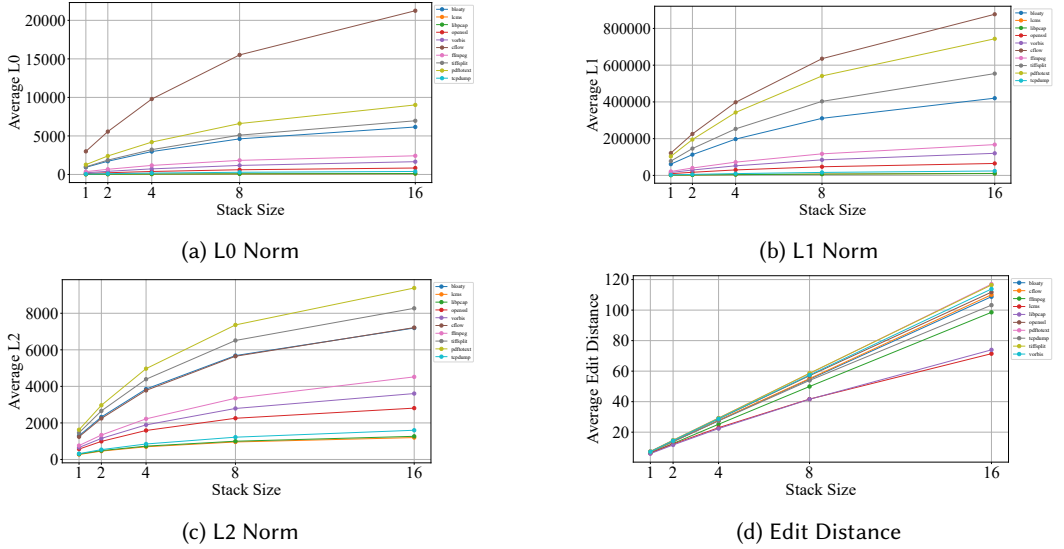 20000
15000
10000
5000
0
Average L0
1 2 4 8 16
Stack Size
bloaty
lcms
libpcap
openssl
vorbis
cflow
ffmpeg
tiffsplit
pdftotext
tcpdump
(a) L0 Norm
800000
600000
400000
200000
0
Average L1
1 2 4 8 16
Stack Size
bloaty
lcms
libpcap
openssl
vorbis
cflow
ffmpeg
tiffsplit
pdftotext
tcpdump
(b) L1 Norm
8000
6000
4000
2000
0
Average L2
1 2 4 8 16
Stack Size
bloaty
lcms
libpcap
openssl
vorbis
cflow
ffmpeg
tiffsplit
pdftotext
tcpdump
(c) L2 Norm
120
100
80
60
40
20
Average Edit Distance
1 2 4 8 16
Stack Size
bloaty
cflow
ffmpeg
lcms
libpcap
openssl
pdftotext
tcpdump
tiffsplit
vorbis
(d) Edit Distance